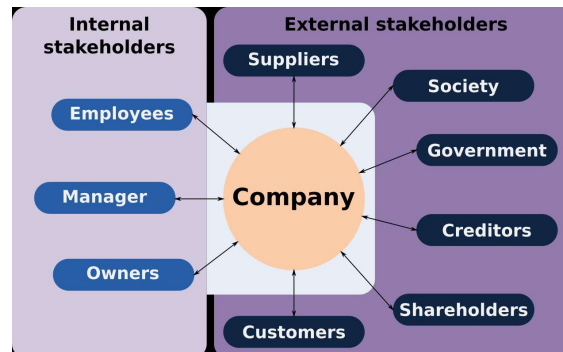 Internal
stakeholders
External stakeholders
Suppliers
Society
Employees
Government
Manager
Company
Creditors
Owners
Shareholders
Customers